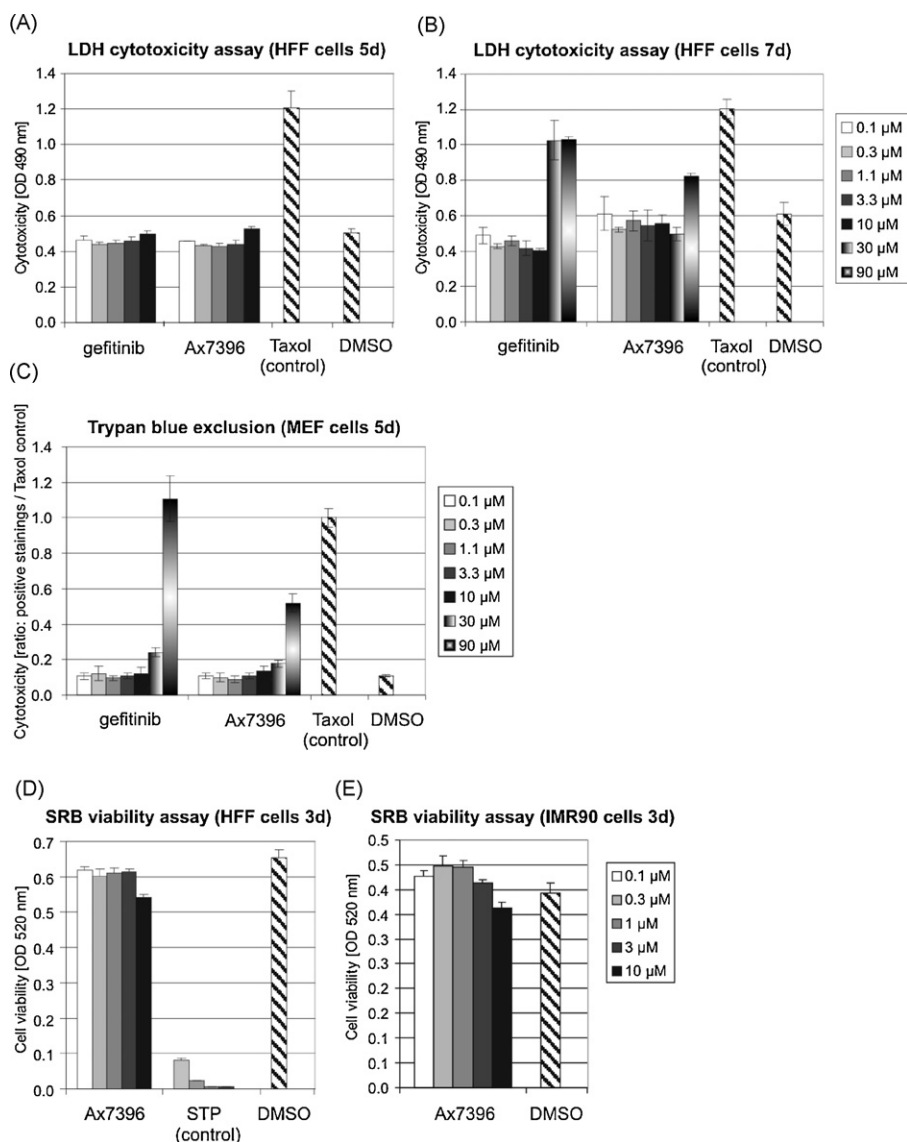 (A)
LDH cytotoxicity assay (HFF cells 5d)
Cytotoxicity [OD 490 nm]
1.4
1.2
1.0
0.8
0.6
0.4
0.2
0.0
gefitinib Ax7396 Taxol DMSO
(control)
(B)
LDH cytotoxicity assay (HFF cells 7d)
Cytotoxicity [OD 490 nm]
1.4
1.2
1.0
0.8
0.6
0.4
0.2
0.0
gefitinib Ax7396 Taxol DMSO
(control)
0.1 µM
0.3 µM
1.1 µM
3.3 µM
10 µM
30 µM
90 µM
(C)
Trypan blue exclusion (MEF cells 5d)
Cytotoxicity [ratio: positive stainings / Taxol control]
1.4
1.2
1.0
0.8
0.6
0.4
0.2
0.0
gefitinib Ax7396 Taxol DMSO
(control)
0.1 µM
0.3 µM
1.1 µM
3.3 µM
10 µM
30 µM
90 µM
(D)
SRB viability assay (HFF cells 3d)
Cell viability [OD 520 nm]
0.7
0.6
0.5
0.4
0.3
0.2
0.1
0.0
Ax7396 STP DMSO
(control)
(E)
SRB viability assay (IMR90 cells 3d)
Cell viability [OD 520 nm]
0.5
0.5
0.4
0.4
0.3
0.3
0.2
0.2
0.1
0.1
0.0
Ax7396 DMSO
0.1 µM
0.3 µM
1 µM
3 µM
10 µM